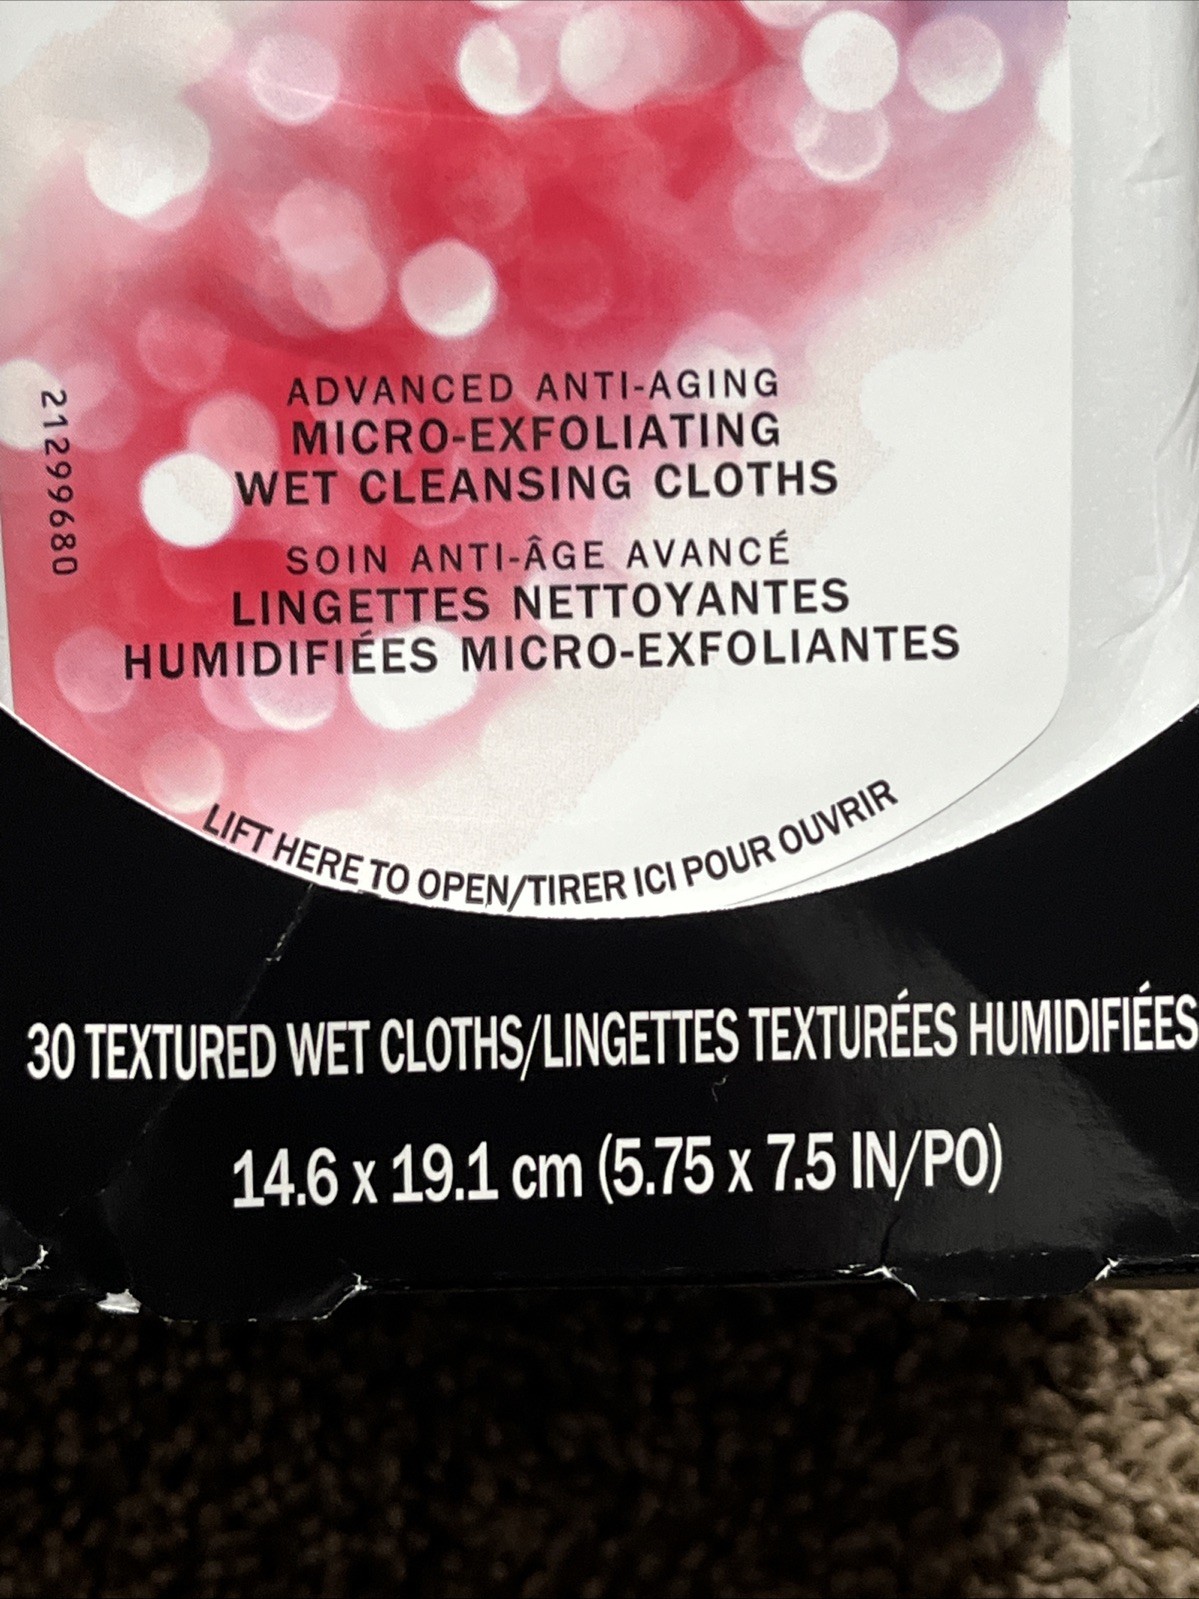 21299680
ADVANCED ANTI-AGING
MICRO-EXFOLIATING
WET CLEANSING CLOTHS
SOIN ANTI-ÂGE AVANCÉ
LINGETTES NETTOYANTES
HUMIDIFIÉES MICRO-EXFOLIANTES
LIFT HERE TO OPEN/TIRER ICI POUR OUVRIR
30 TEXTURED WET CLOTHS/LINGETTES TEXTURÉES HUMIDIFIÉES
14.6 x 19.1 cm (5.75 x 7.5 IN/PO)